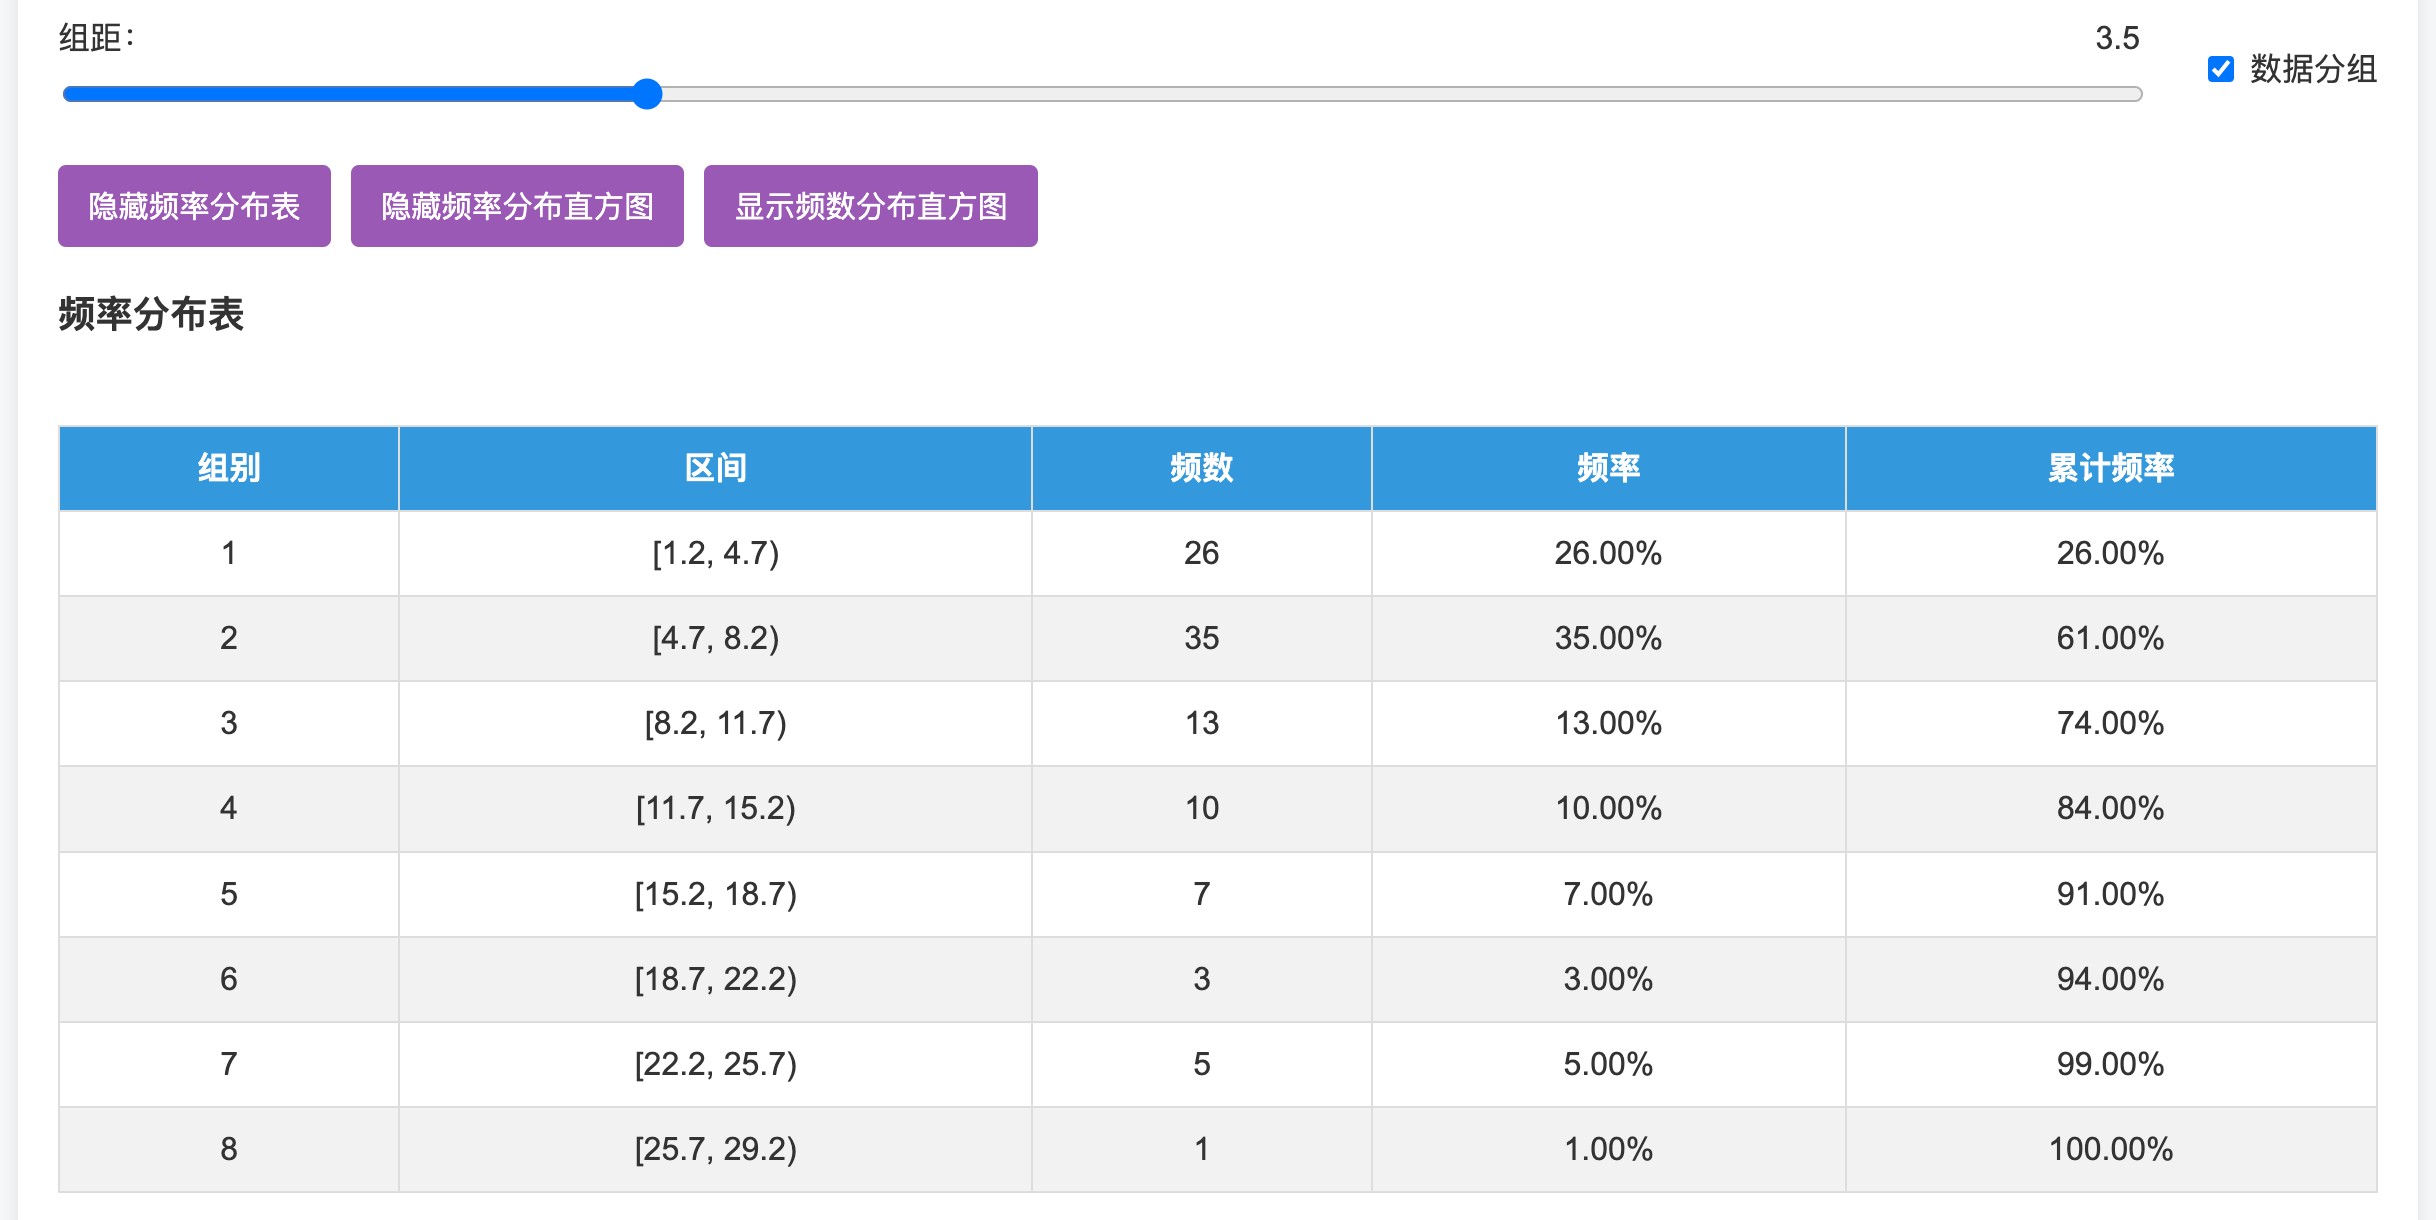 组距：
3.5
数据分组
隐藏频率分布表 隐藏频率分布直方图 显示频数分布直方图
频率分布表
组别 区间 频数 频率 累计频率
1 [1.2, 4.7) 26 26.00% 26.00%
2 [4.7, 8.2) 35 35.00% 61.00%
3 [8.2, 11.7) 13 13.00% 74.00%
4 [11.7, 15.2) 10 10.00% 84.00%
5 [15.2, 18.7) 7 7.00% 91.00%
6 [18.7, 22.2) 3 3.00% 94.00%
7 [22.2, 25.7) 5 5.00% 99.00%
8 [25.7, 29.2) 1 1.00% 100.00%